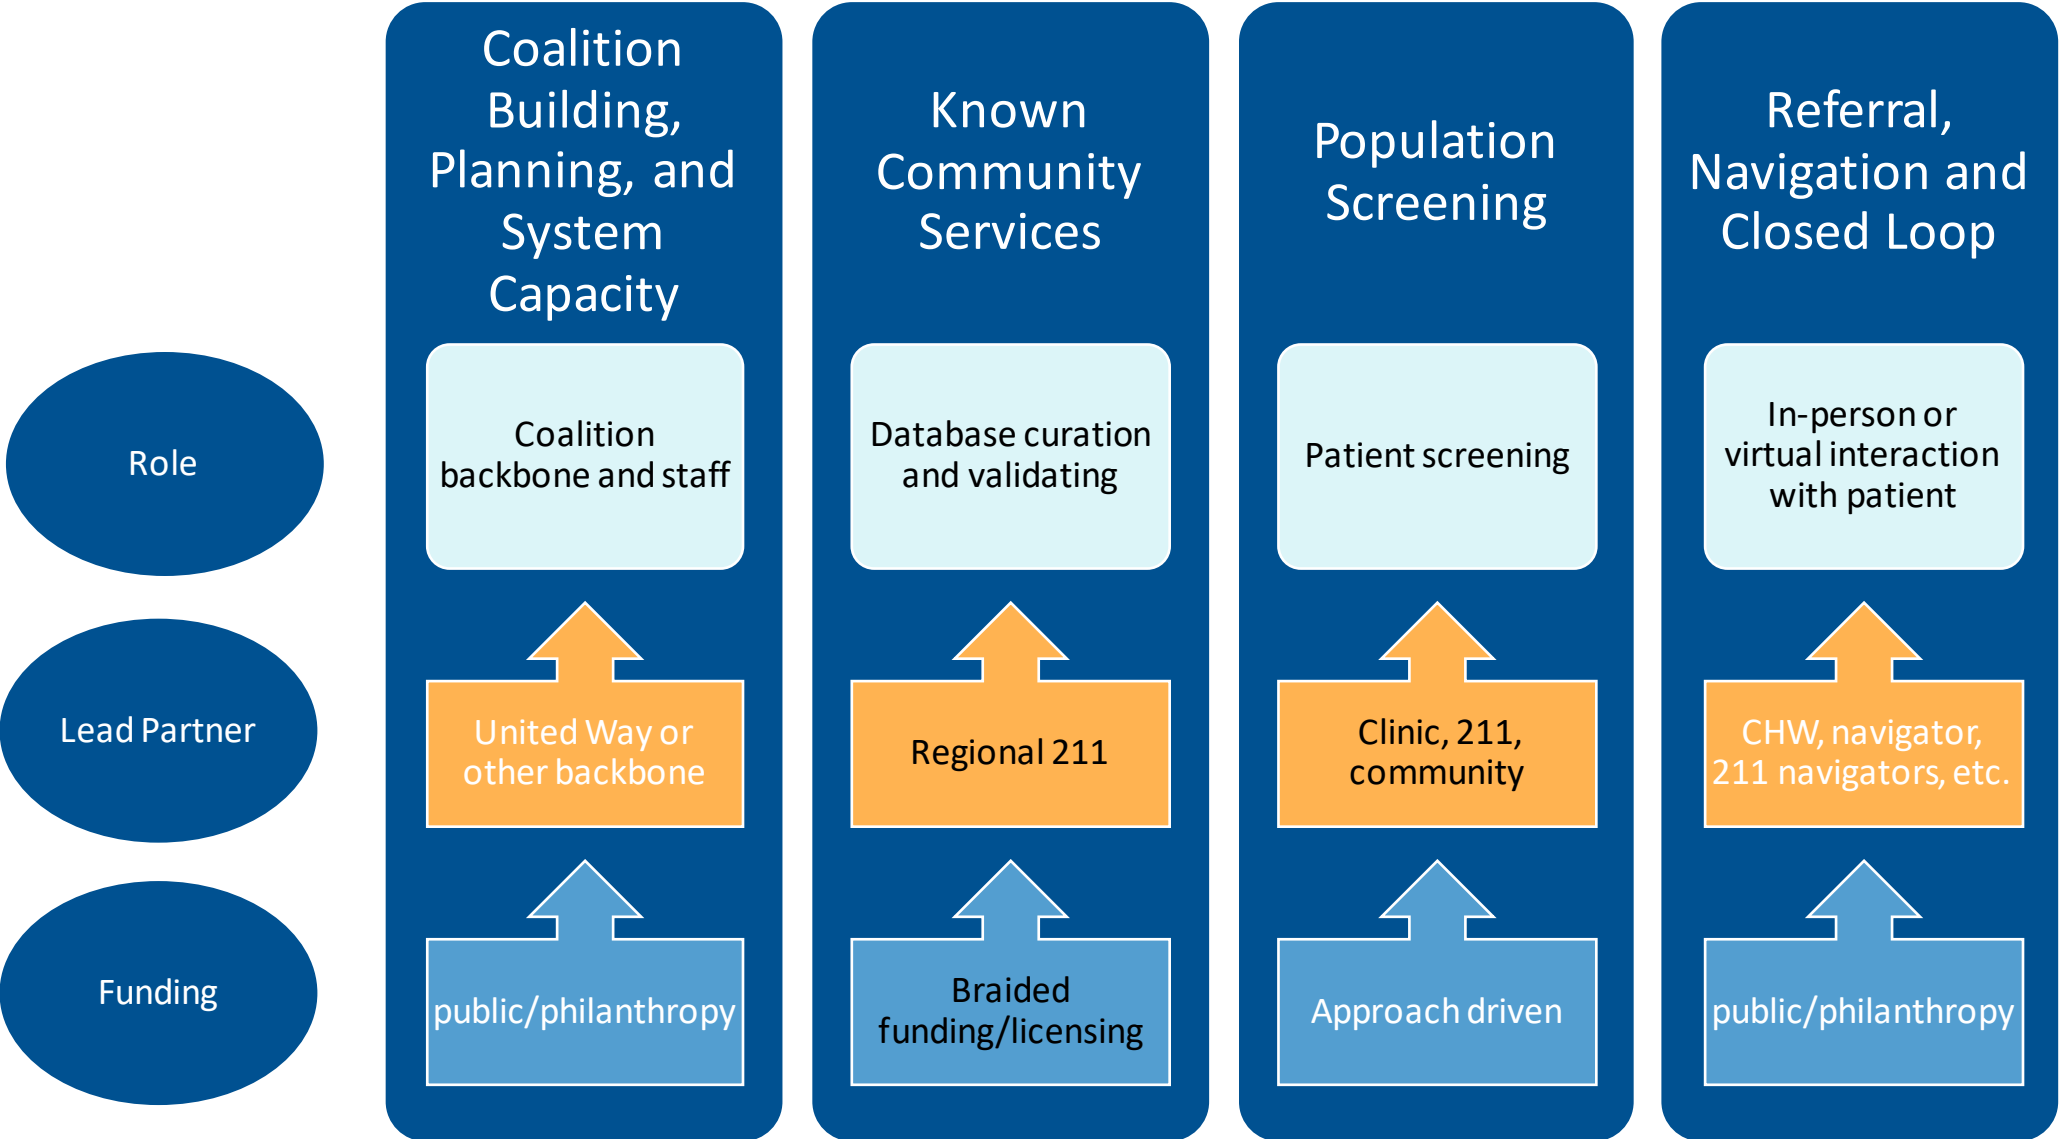 Coalition
Building,
Planning, and
System
Capacity
Known
Community
Services
Population
Screening
Referral,
Navigation and
Closed Loop
Role
Coalition
backbone and staff
Database curation
and validating
Patient screening
In-person or
virtual interaction
with patient
Lead Partner
United Way or
other backbone
Regional 211
Clinic, 211,
community
CHW, navigator,
211 navigators, etc.
Funding
public/philanthropy
Braided
funding/licensing
Approach driven
public/philanthropy